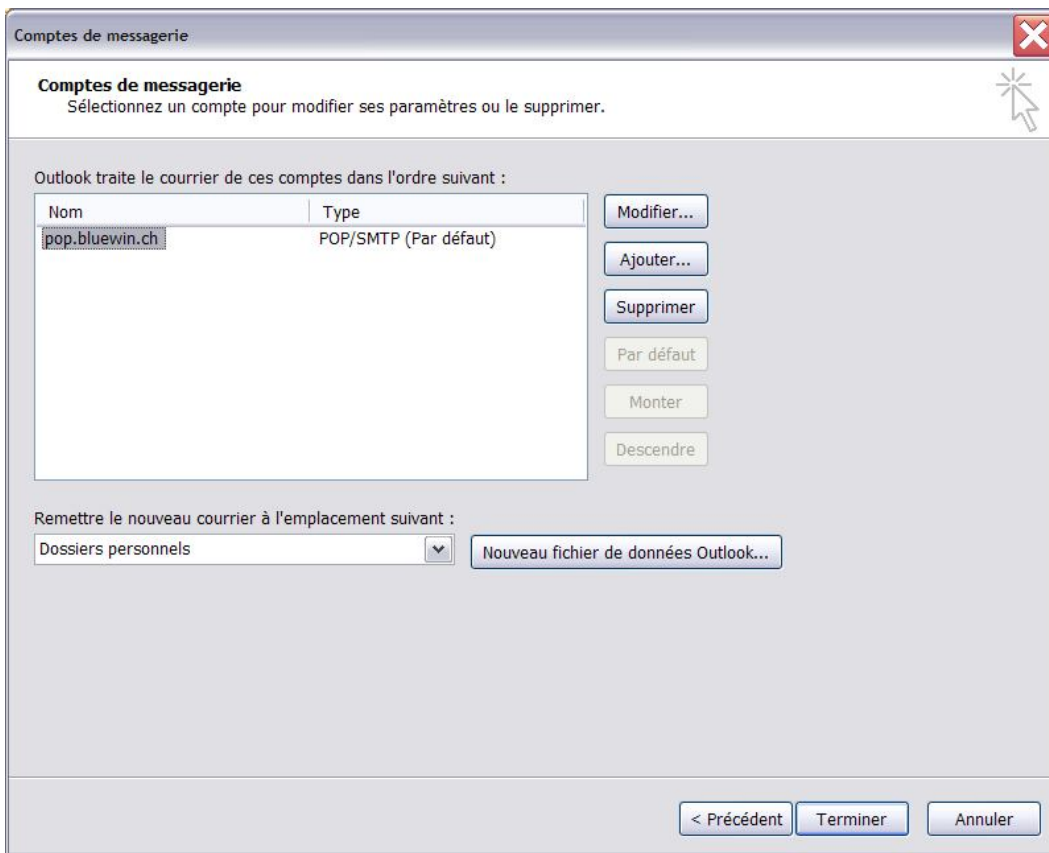 Comptes de messagerie
Comptes de messagerie
Sélectionnez un compte pour modifier ses paramètres ou le supprimer.
Outlook traite le courrier de ces comptes dans l'ordre suivant :
Nom Type
pop.bluewin.ch POP/SMTP (Par défaut)
Modifier...
Ajouter...
Supprimer
Par défaut
Monter
Descendre
Remettre le nouveau courrier à l'emplacement suivant :
Dossiers personnels Nouveau fichier de données Outlook...
< Précédent Terminer Annuler